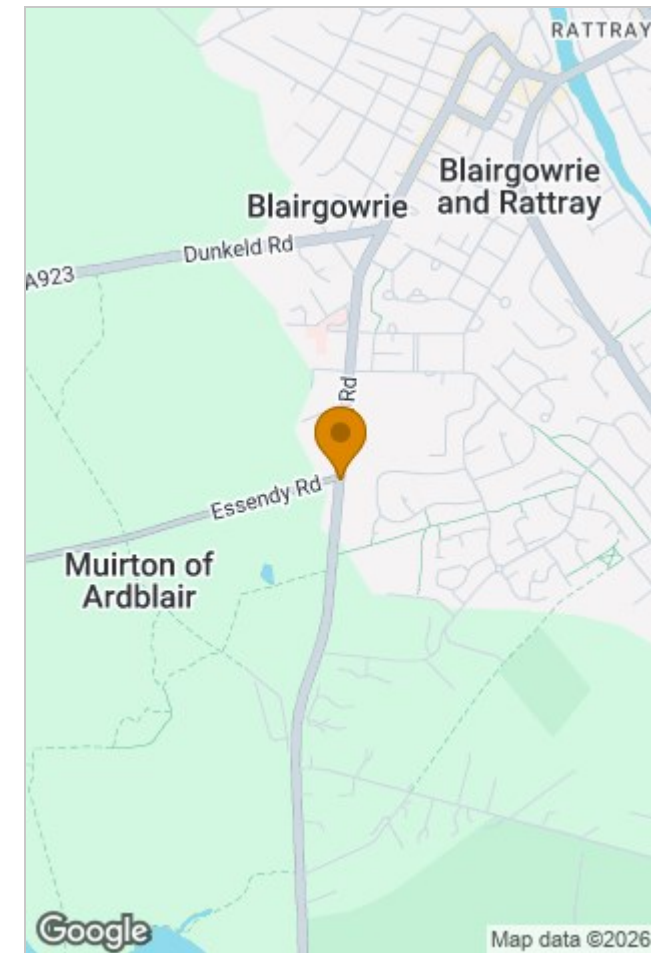 RATTRAY
Blairgowrie
and Rattray
Blairgowrie
Dunkeld Rd
A923
Rd
Essendy Rd
Muirton of
Ardblair
Google
Map data ©2026